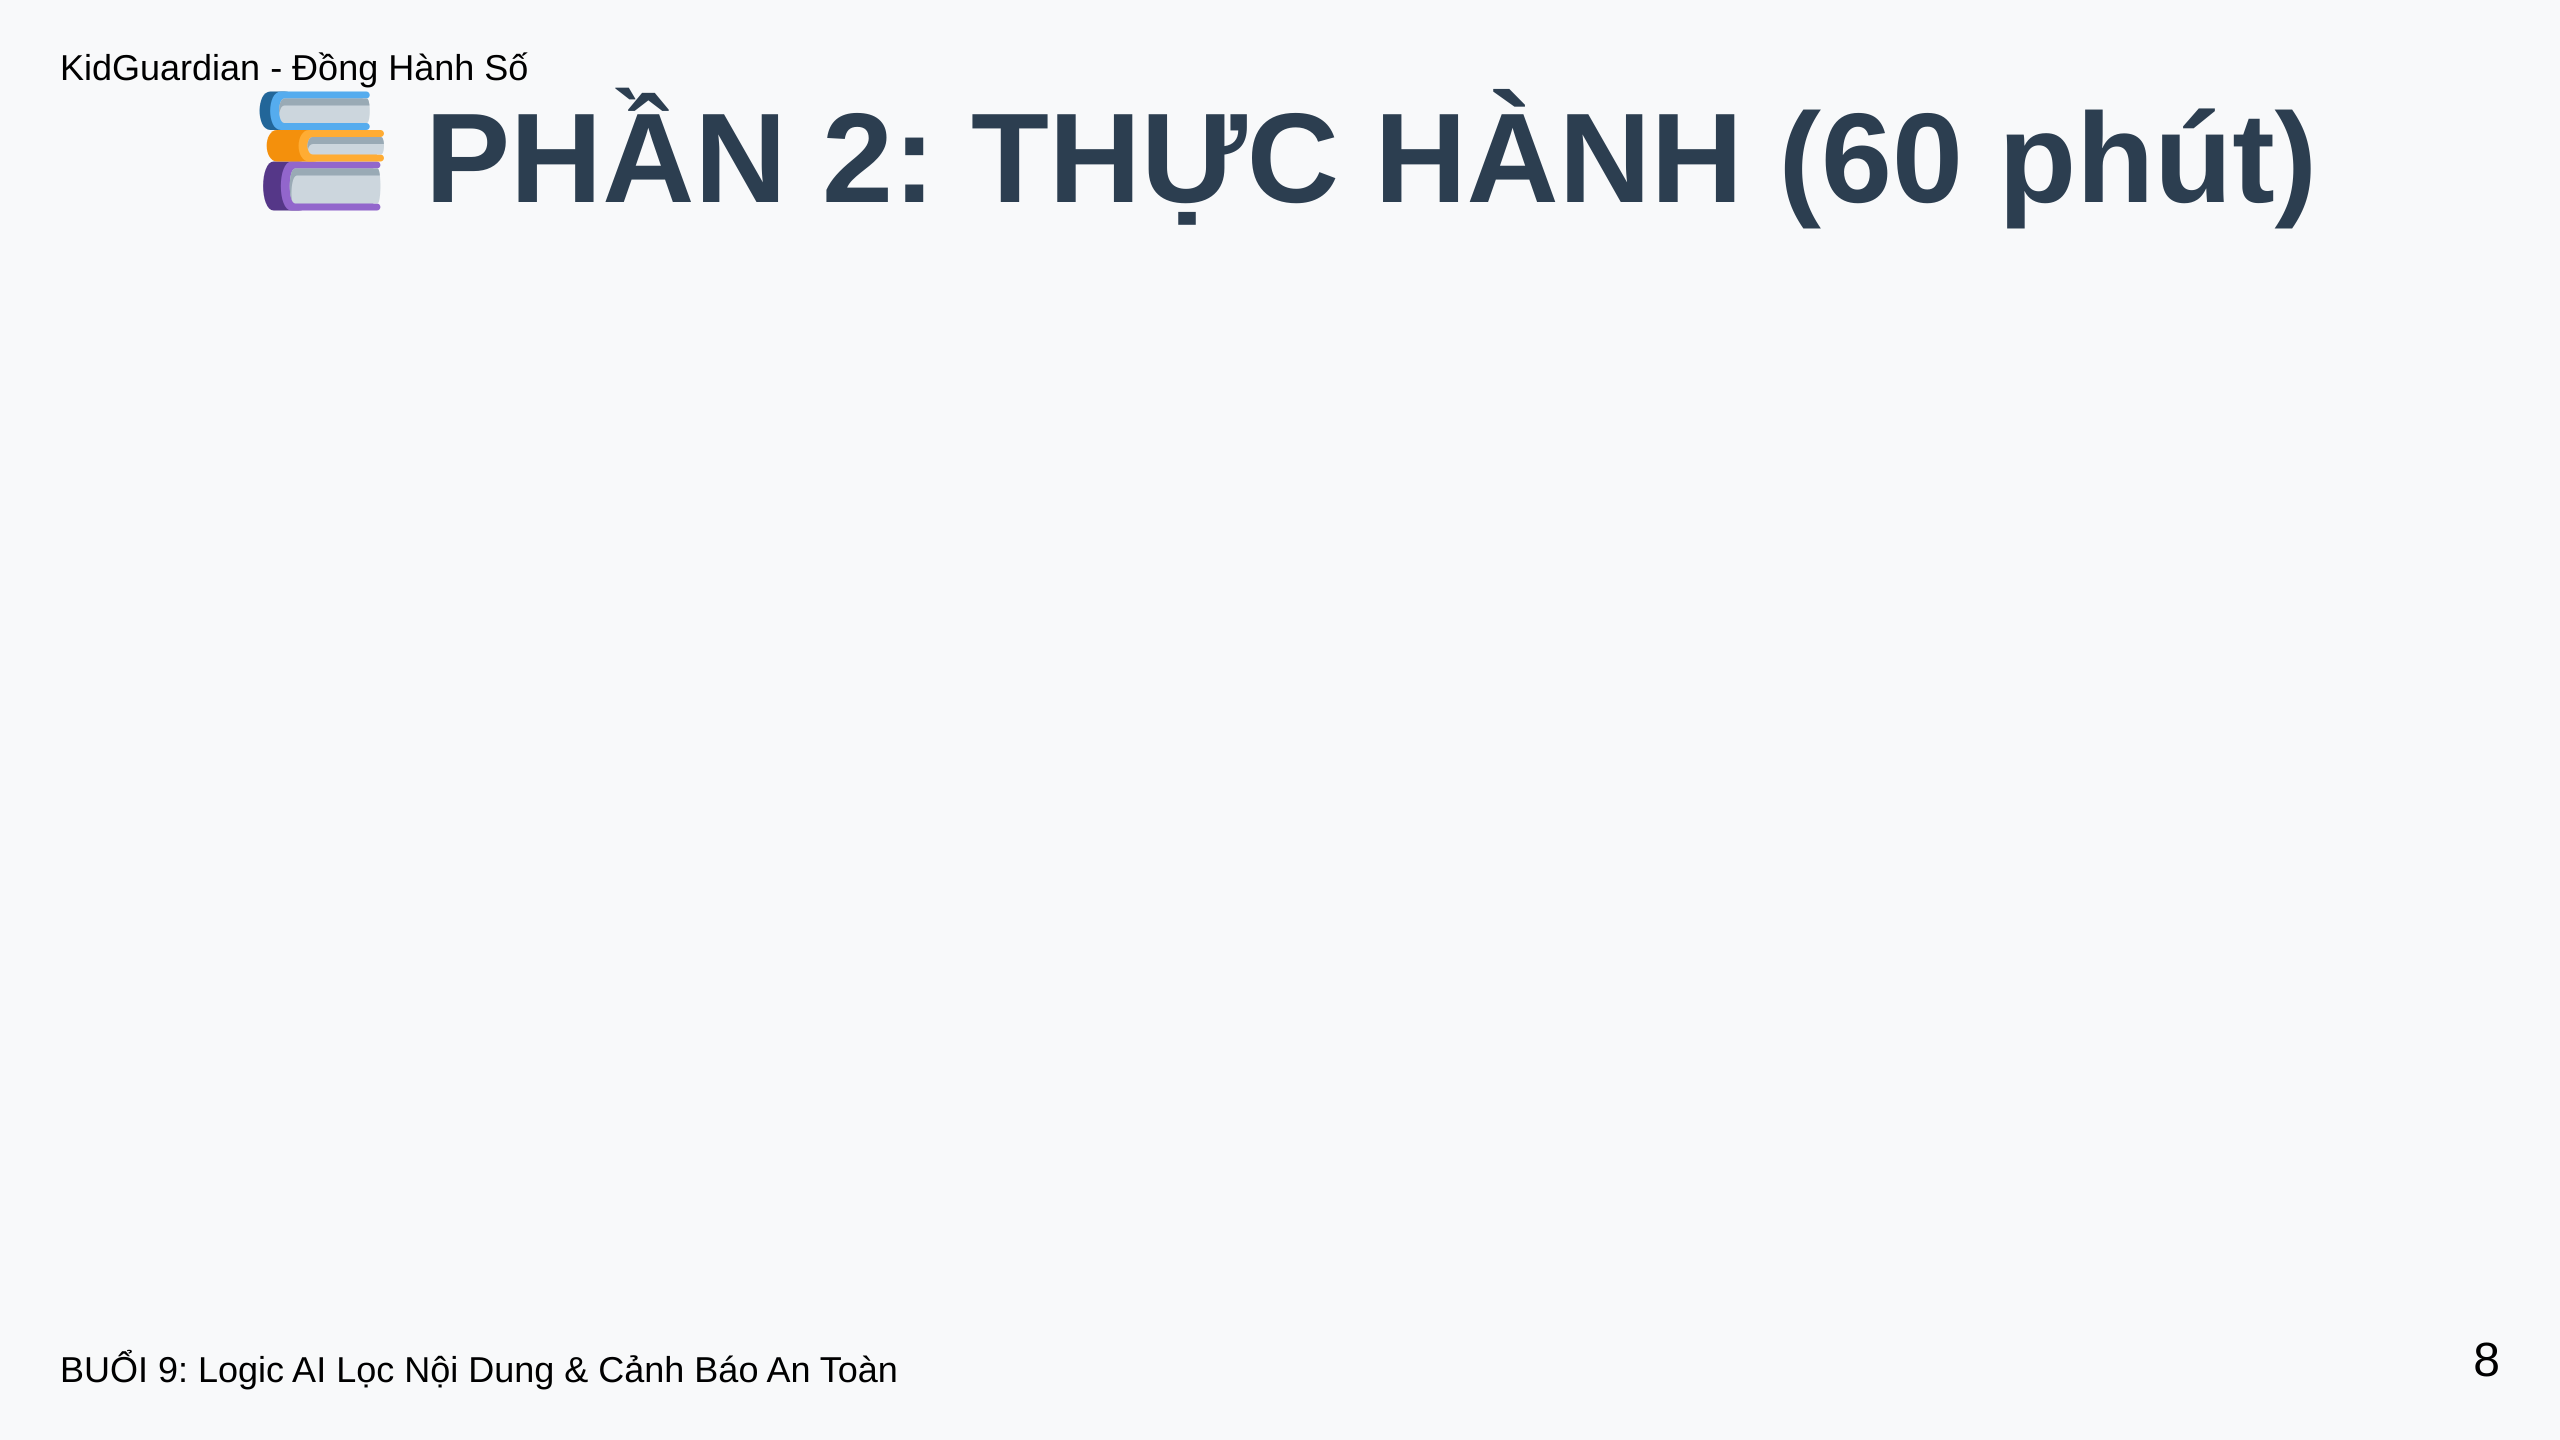 KidGuardian - Đồng Hành Số
PHẦN 2: THỰC HÀNH (60 phút)
BUỔI 9: Logic AI Lọc Nội Dung & Cảnh Báo An Toàn
8